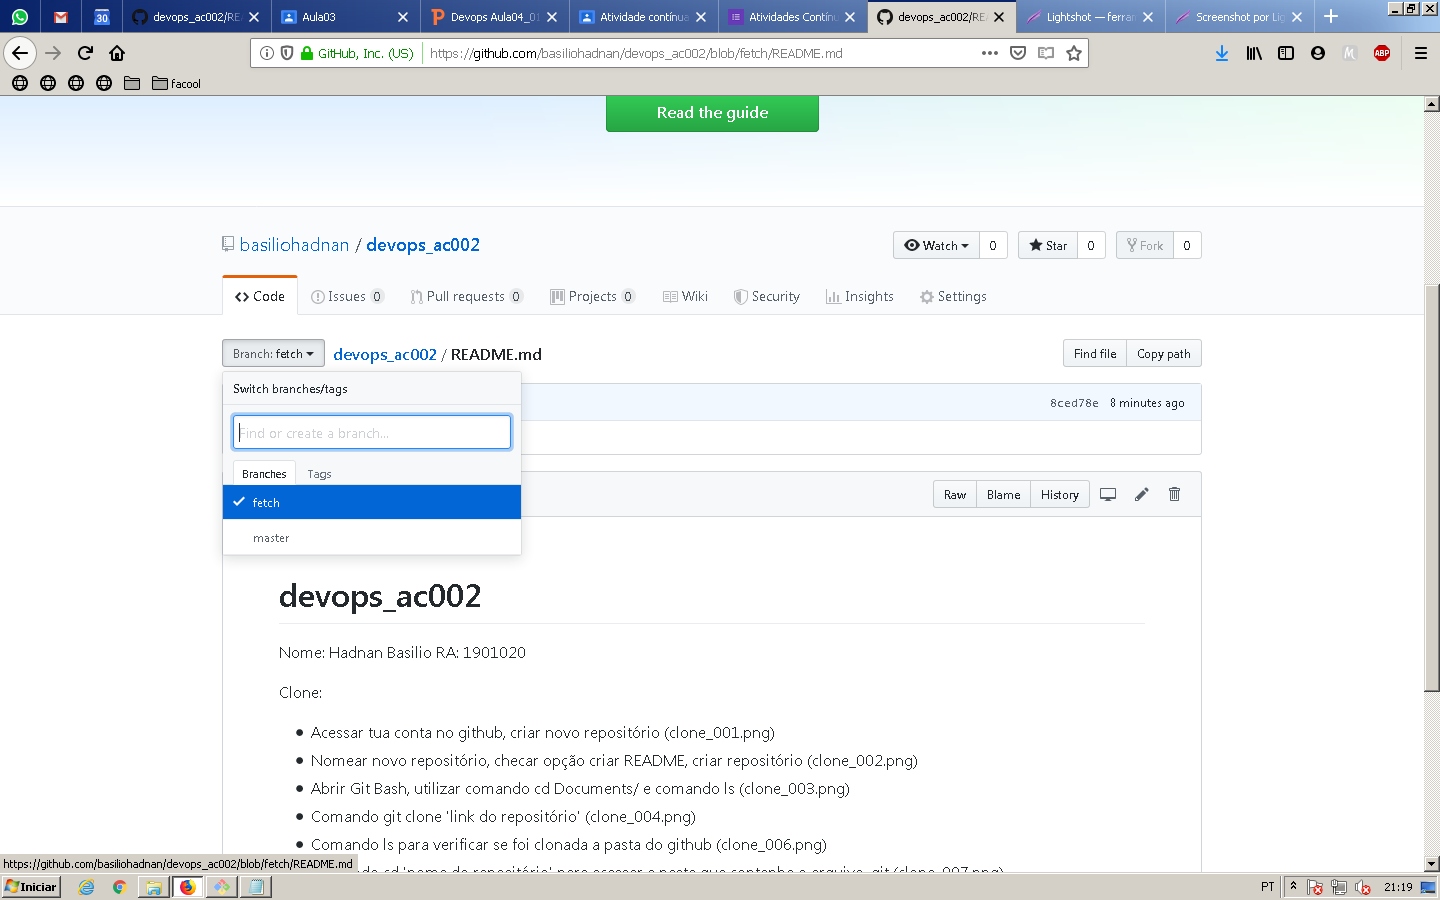 30
devops_ac002/RE
Aula03
Devops Aula04_01
Atividade contínua
Atividades Contínu
devops_ac002/RE
Lightshot — ferrar
Screenshot por Lig
GitHub, Inc. (US)
https://github.com/basiliohadnan/devops_ac002/blob/fetch/README.md
ABP
facool
Read the guide
basiliohadnan / devops_ac002
Watch 0
Star 0
Fork 0
Code
Issues 0
Pull requests 0
Projects 0
Wiki
Security
Insights
Settings
Branch: fetch
devops_ac002 / README.md
Find file
Copy path
Switch branches/tags
8ced78e 8 minutes ago
Find or create a branch...
Branches Tags
fetch
master
Raw Blame History
devops_ac002
Nome: Hadnan Basilio RA: 1901020
Clone:
Acessar tua conta no github, criar novo repositório (clone_001.png)
Nomear novo repositório, checar opção criar README, criar repositório (clone_002.png)
Abrir Git Bash, utilizar comando cd Documents/ e comando ls (clone_003.png)
Comando git clone 'link do repositório' (clone_004.png)
Comando ls para verificar se foi clonada a pasta do github (clone_006.png)
https://github.com/basiliohadnan/devops_ac002/blob/fetch/README.md
Iniciar
PT
21:19